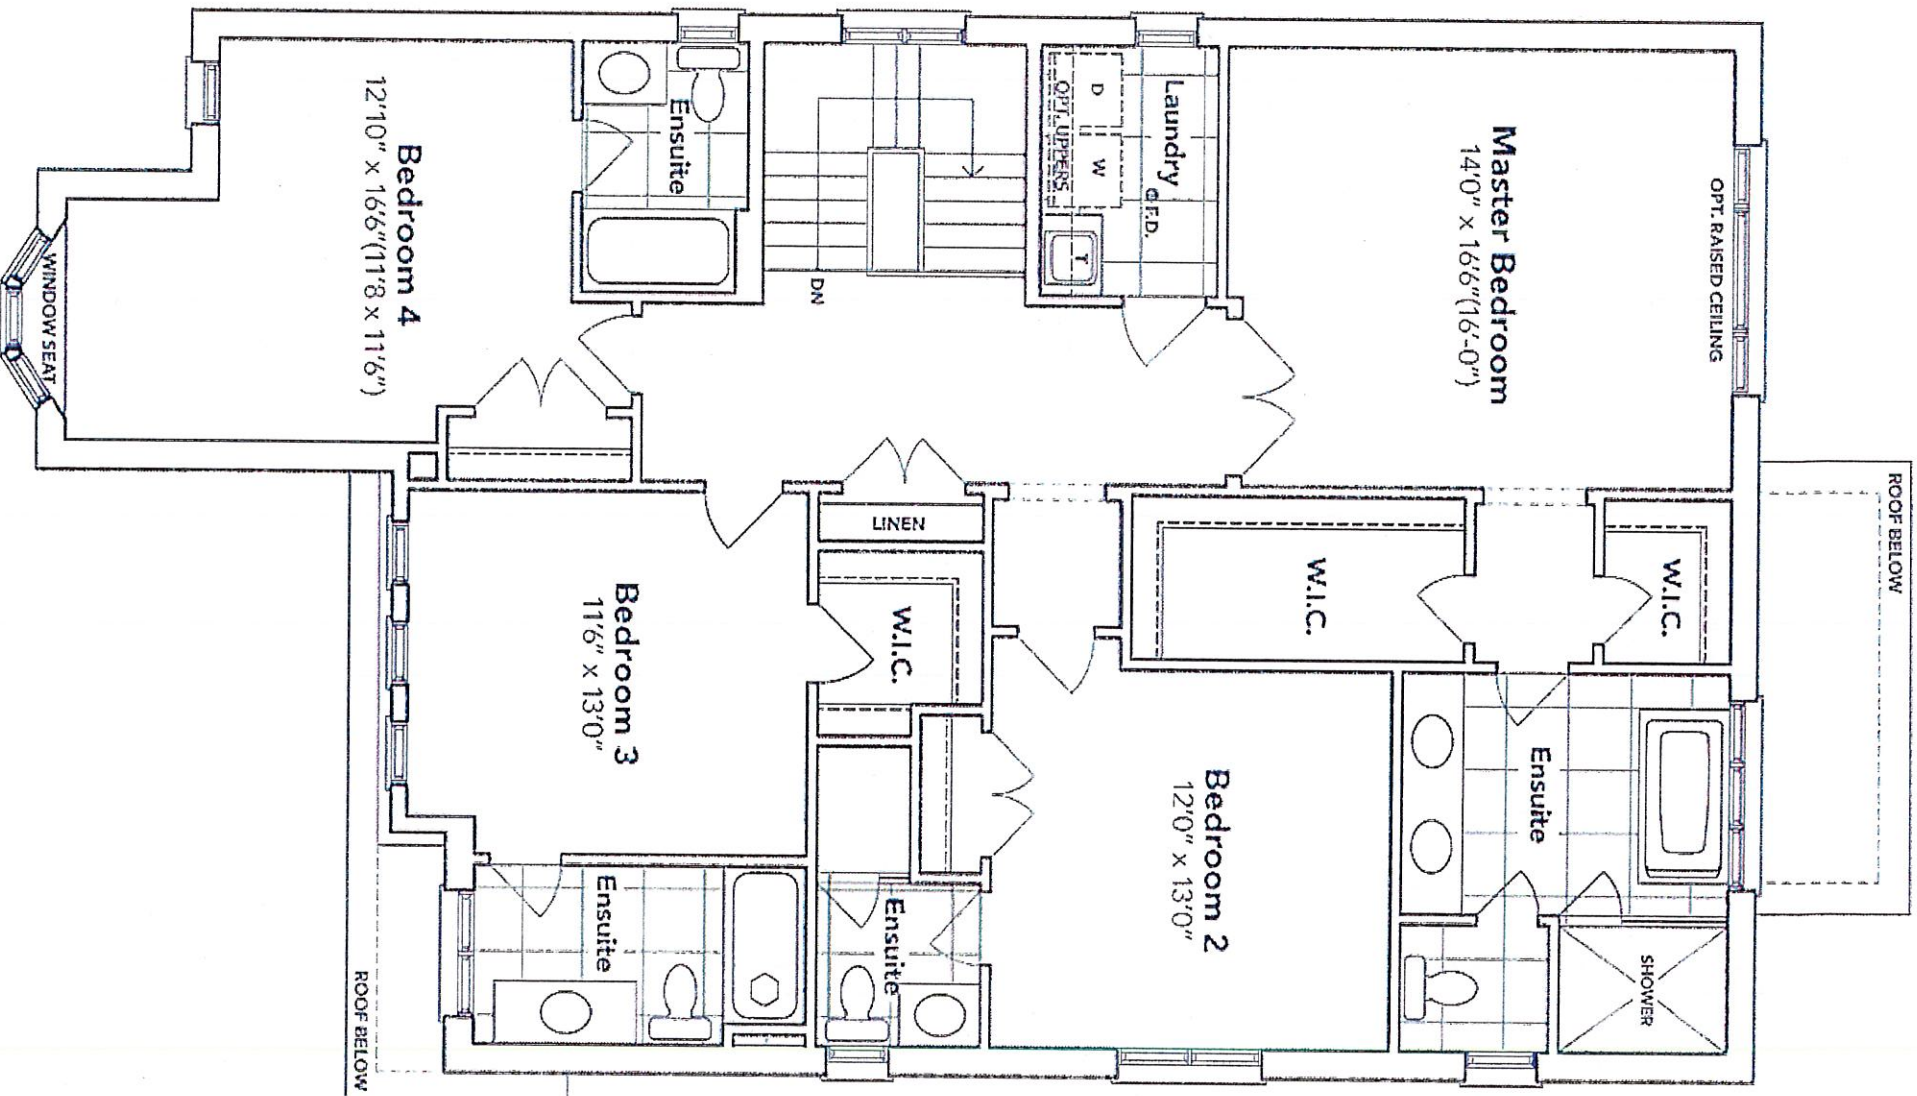 ROOF BELOW
OPT. RAISED CEILING
Master Bedroom
14'0" x 16'6"(16'-0")
W.I.C.
W.I.C.
Ensuite
SHOWER
Laundry
F.D.
D
W
OPT. UPPERS
T
Bedroom 2
12'0" x 13'0"
DN
LINEN
W.I.C.
Ensuite
Ensuite
Bedroom 3
11'6" x 13'0"
Ensuite
Bedroom 4
12'10" x 16'6"(11'8 x 11'6")
WINDOW SEAT
ROOF BELOW